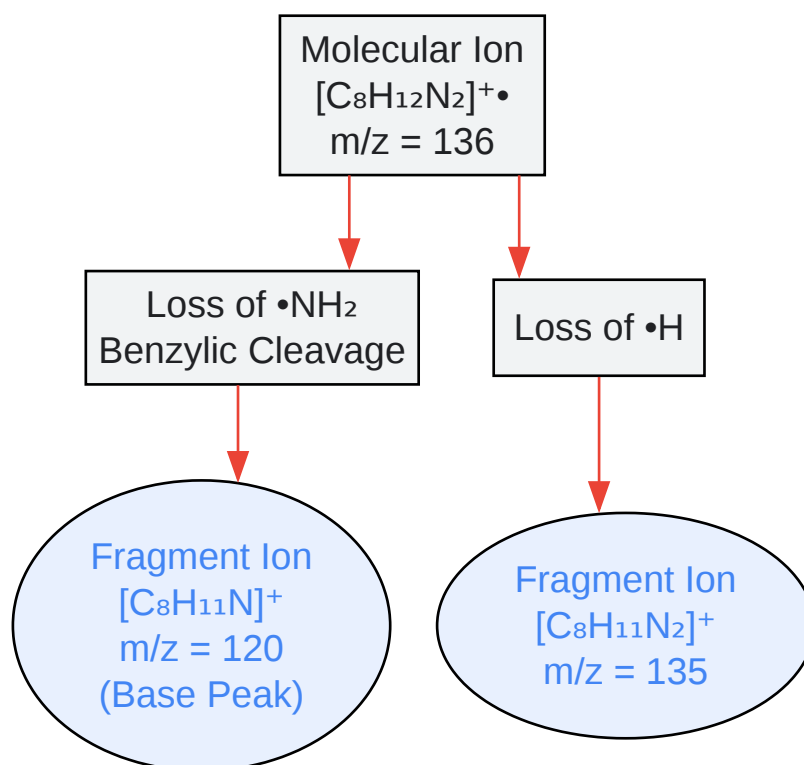 Molecular Ion
[C₈H₁₂N₂]⁺•
m/z = 136
Loss of •NH₂
Benzylic Cleavage
Loss of •H
Fragment Ion
[C₈H₁₁N]⁺
m/z = 120
(Base Peak)
Fragment Ion
[C₈H₁₁N₂]⁺
m/z = 135